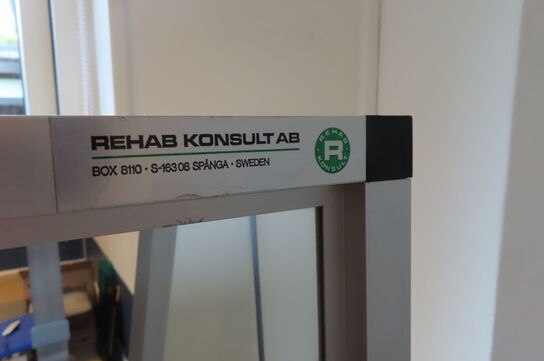 REHAB KONSULT AB
BOX 8110 · S-163 08 SPÅNGA · SWEDEN
REHAB
R
KONSULT